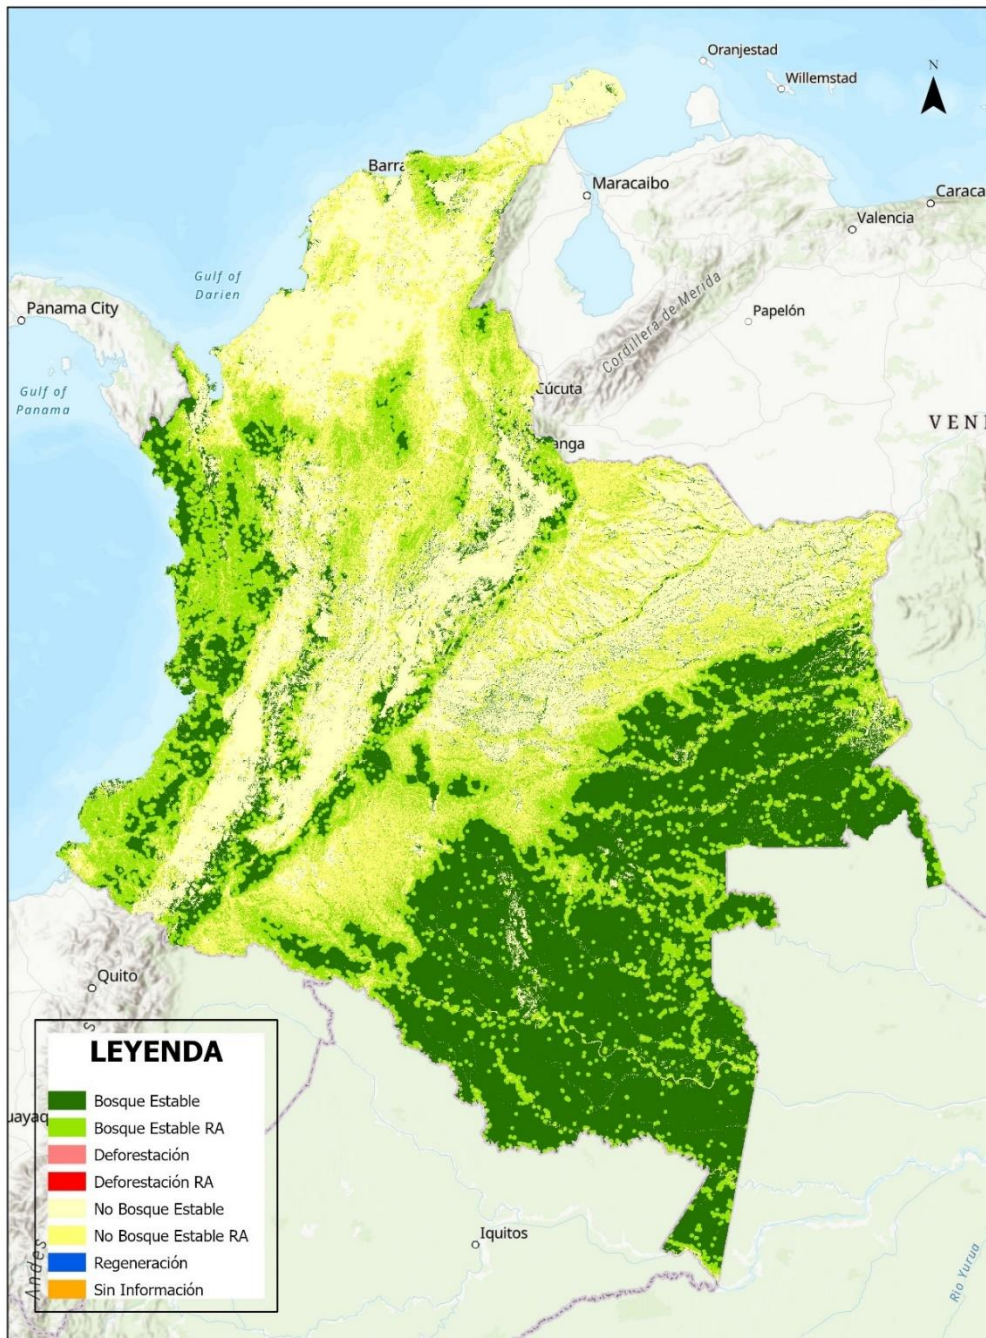 Oranjestad
Willemstad
N
Barra
Maracaibo
Caraca
Valencia
Gulf of
Darien
Panama City
Cordillera de Merida
Papelón
Gulf of
Panama
Cúcuta
VENE
anga
Quito
LEYENDA
Bosque Estable
Bosque Estable RA
Deforestación
Deforestación RA
No Bosque Estable
No Bosque Estable RA
Regeneración
Sin Información
uayaq
s
Andes
Iquitos
Rio Yurua